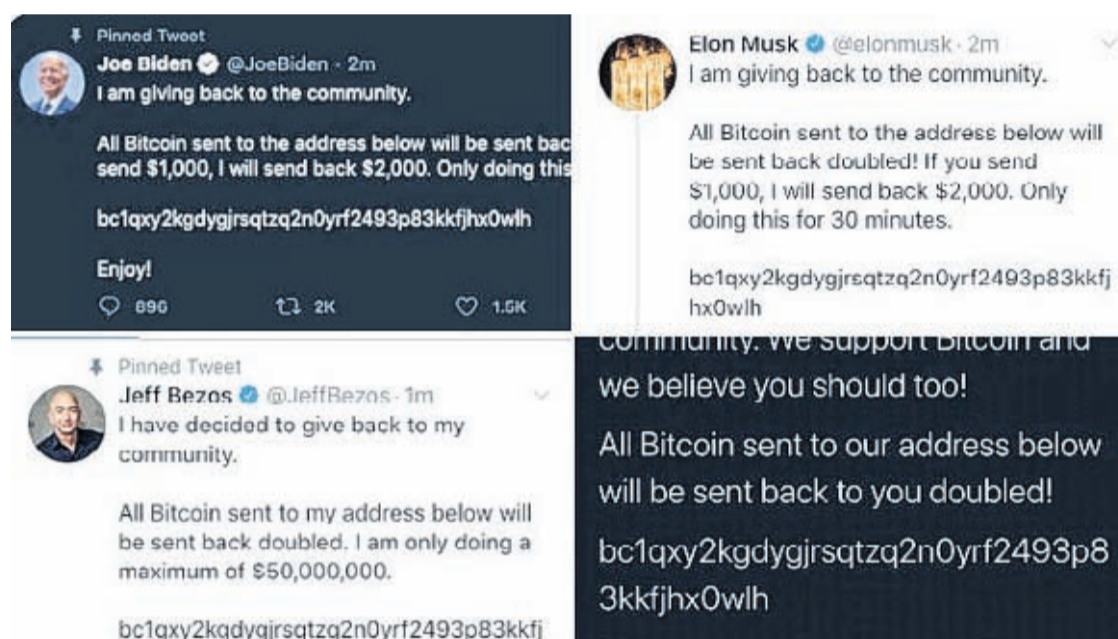 Pinned Tweet
Joe Biden @JoeBiden · 2m
I am giving back to the community.
All Bitcoin sent to the address below will be sent bac
send $1,000, I will send back $2,000. Only doing this
bc1qxy2kgdygjrsqtzq2n0yrf2493p83kkfjhx0wlh
Enjoy!
896 2K 1.5K
Elon Musk @elonmusk · 2m
I am giving back to the community.
All Bitcoin sent to the address below will
be sent back doubled! If you send
$1,000, I will send back $2,000. Only
doing this for 30 minutes.
bc1qxy2kgdygjrsqtzq2n0yrf2493p83kkfj
hx0wlh
Pinned Tweet
Jeff Bezos @JeffBezos · 1m
I have decided to give back to my
community.
All Bitcoin sent to my address below will
be sent back doubled. I am only doing a
maximum of $50,000,000.
bc1qxy2kgdygjrsqtzq2n0yrf2493p83kkfj
community. We support Bitcoin and
we believe you should too!
All Bitcoin sent to our address below
will be sent back to you doubled!
bc1qxy2kgdygjrsqtzq2n0yrf2493p8
3kkfjhx0wlh